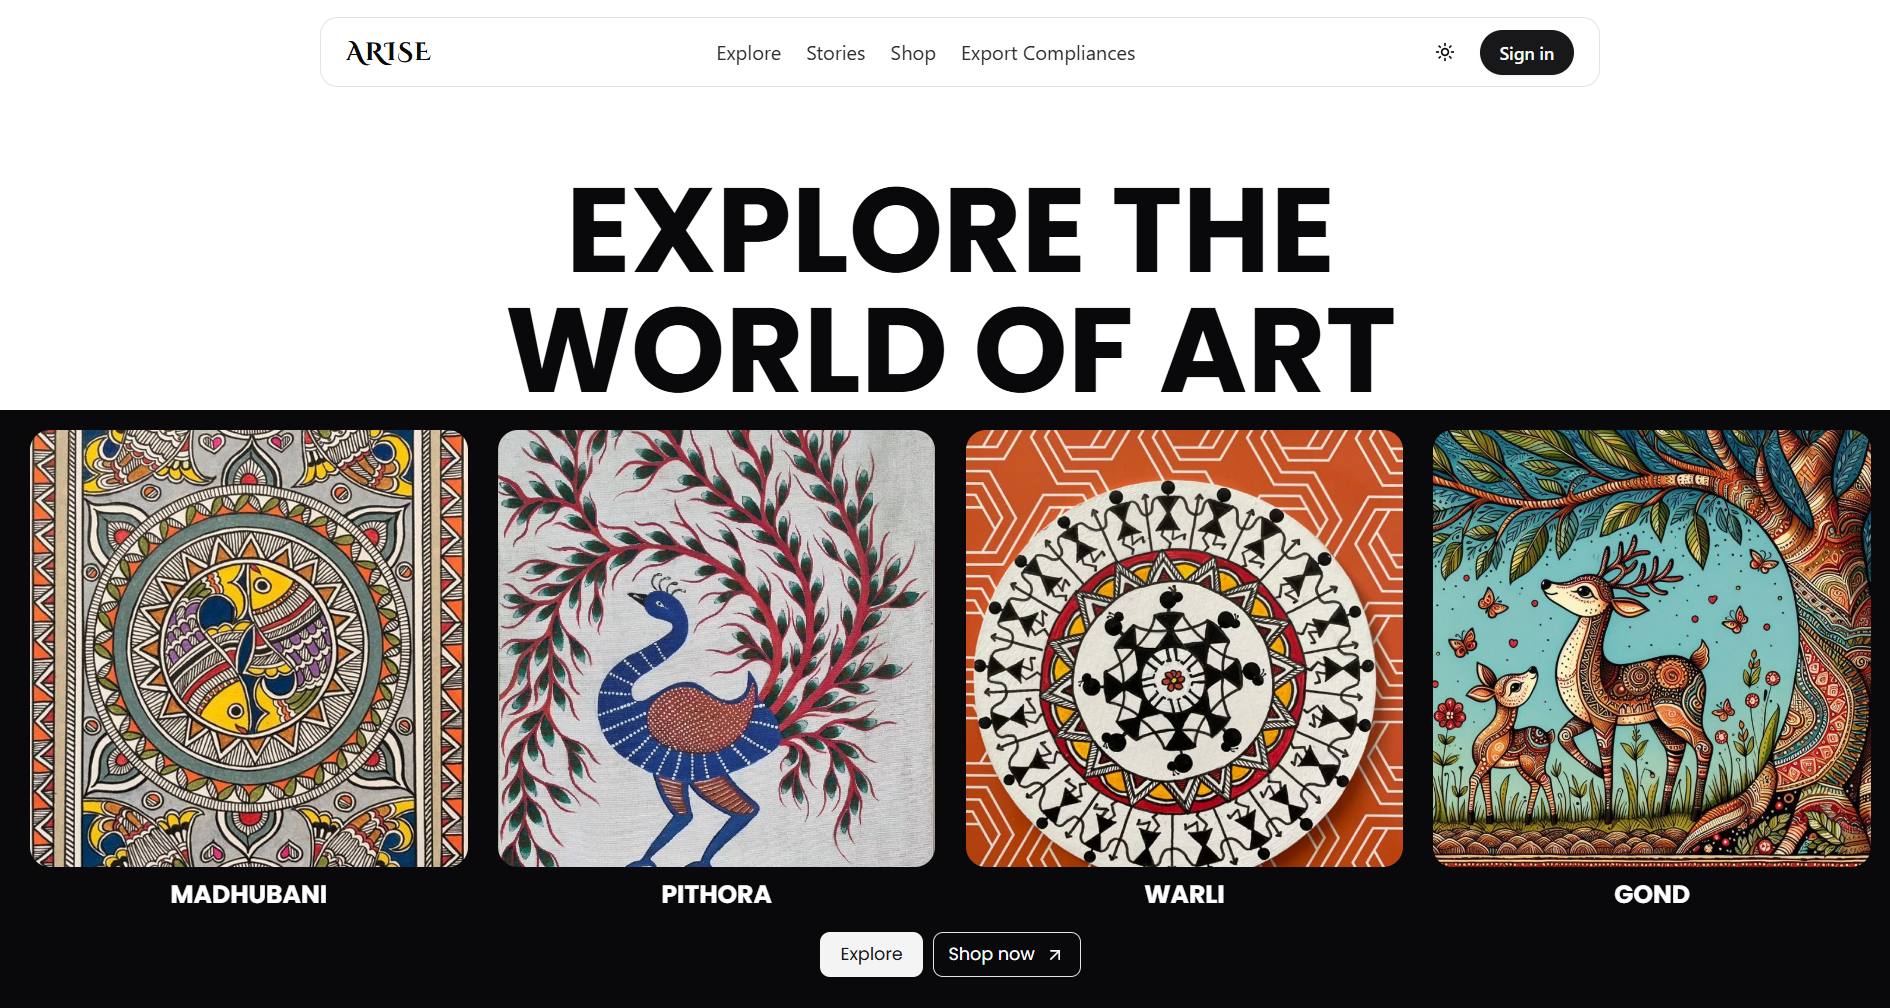 ARISE
Explore Stories Shop Export Compliances
Sign in
EXPLORE THE
WORLD OF ART
MADHUBANI
PITHORA
WARLI
GOND
Explore
Shop now